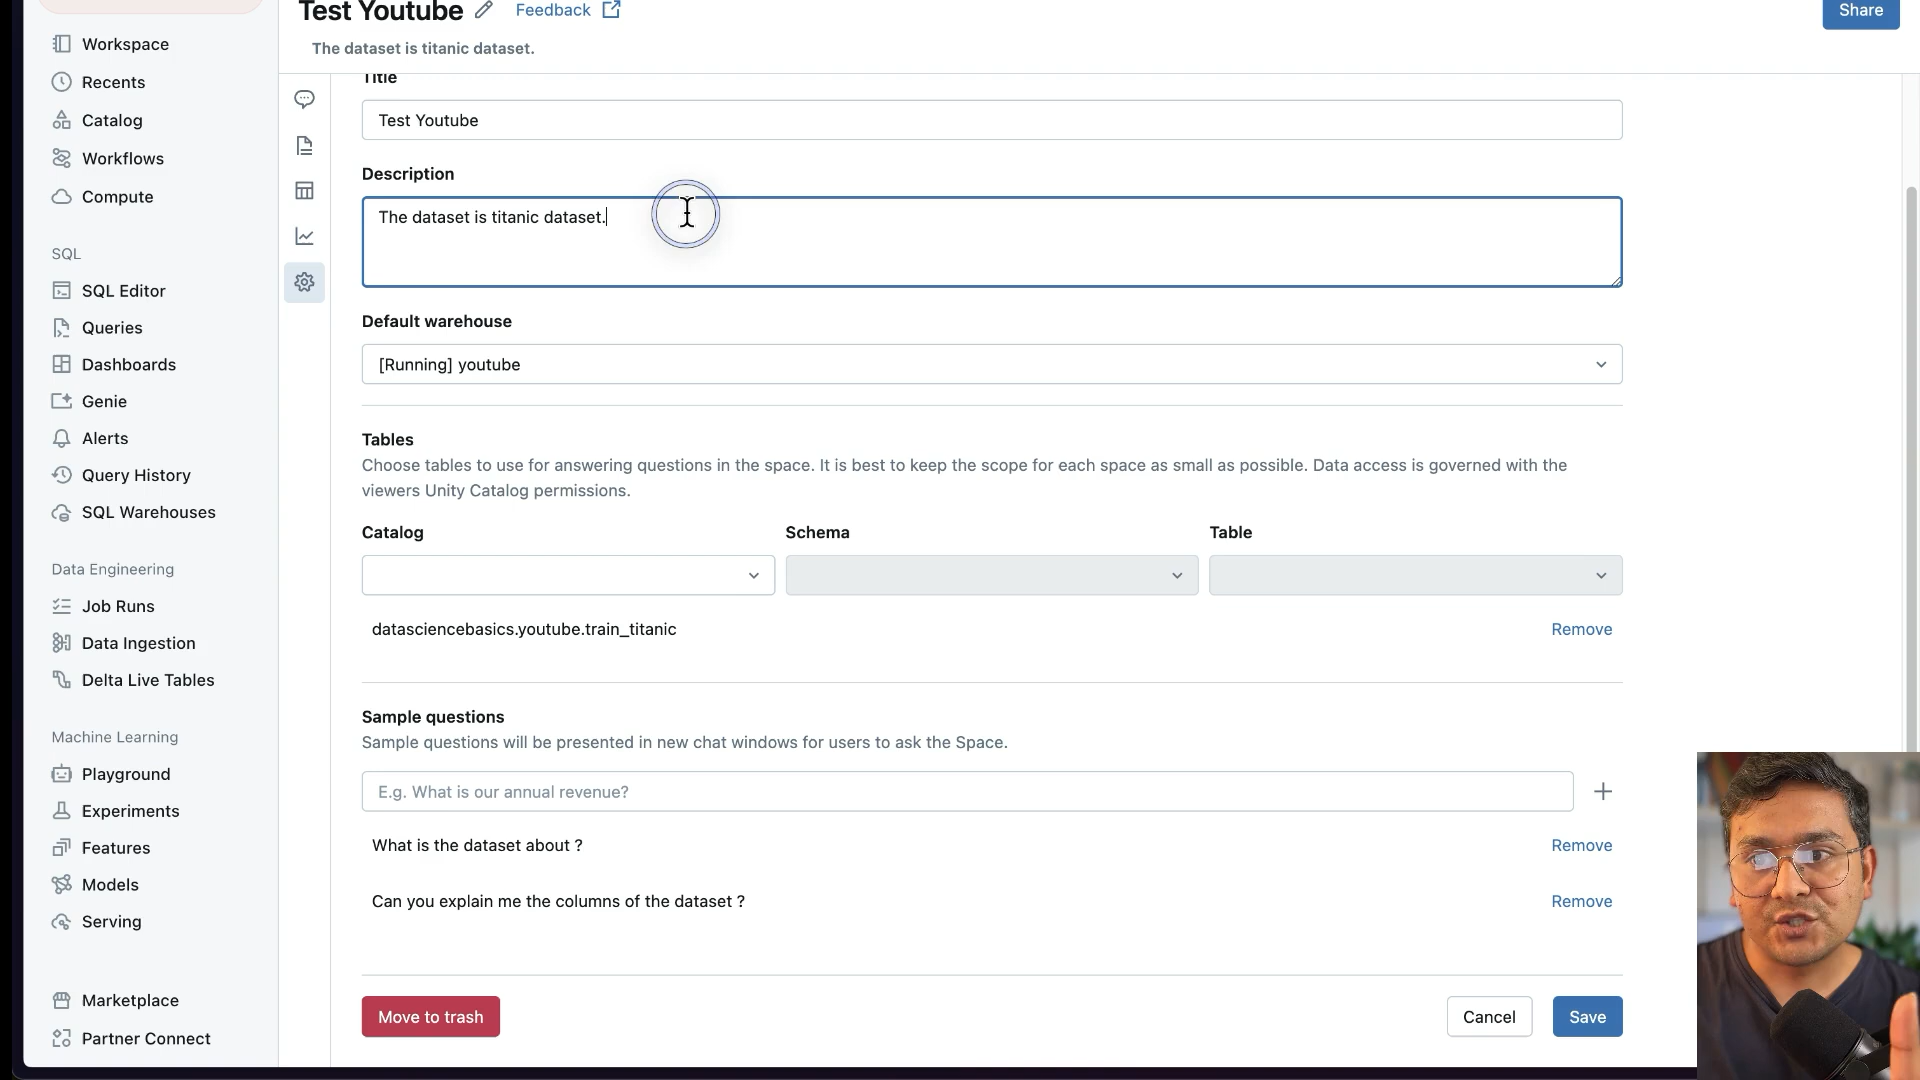 Test Youtube
Feedback
Share
The dataset is titanic dataset.
Workspace
Recents
Catalog
Workflows
Compute
SQL
SQL Editor
Queries
Dashboards
Genie
Alerts
Query History
SQL Warehouses
Data Engineering
Job Runs
Data Ingestion
Delta Live Tables
Machine Learning
Playground
Experiments
Features
Models
Serving
Marketplace
Partner Connect
Title
Test Youtube
Description
The dataset is titanic dataset.
Default warehouse
[Running] youtube
Tables
Choose tables to use for answering questions in the space. It is best to keep the scope for each space as small as possible. Data access is governed with the
viewers Unity Catalog permissions.
Catalog
Schema
Table
datasciencebasics.youtube.train_titanic
Remove
Sample questions
Sample questions will be presented in new chat windows for users to ask the Space.
E.g. What is our annual revenue?
What is the dataset about ?
Remove
Can you explain me the columns of the dataset ?
Remove
Move to trash
Cancel
Save